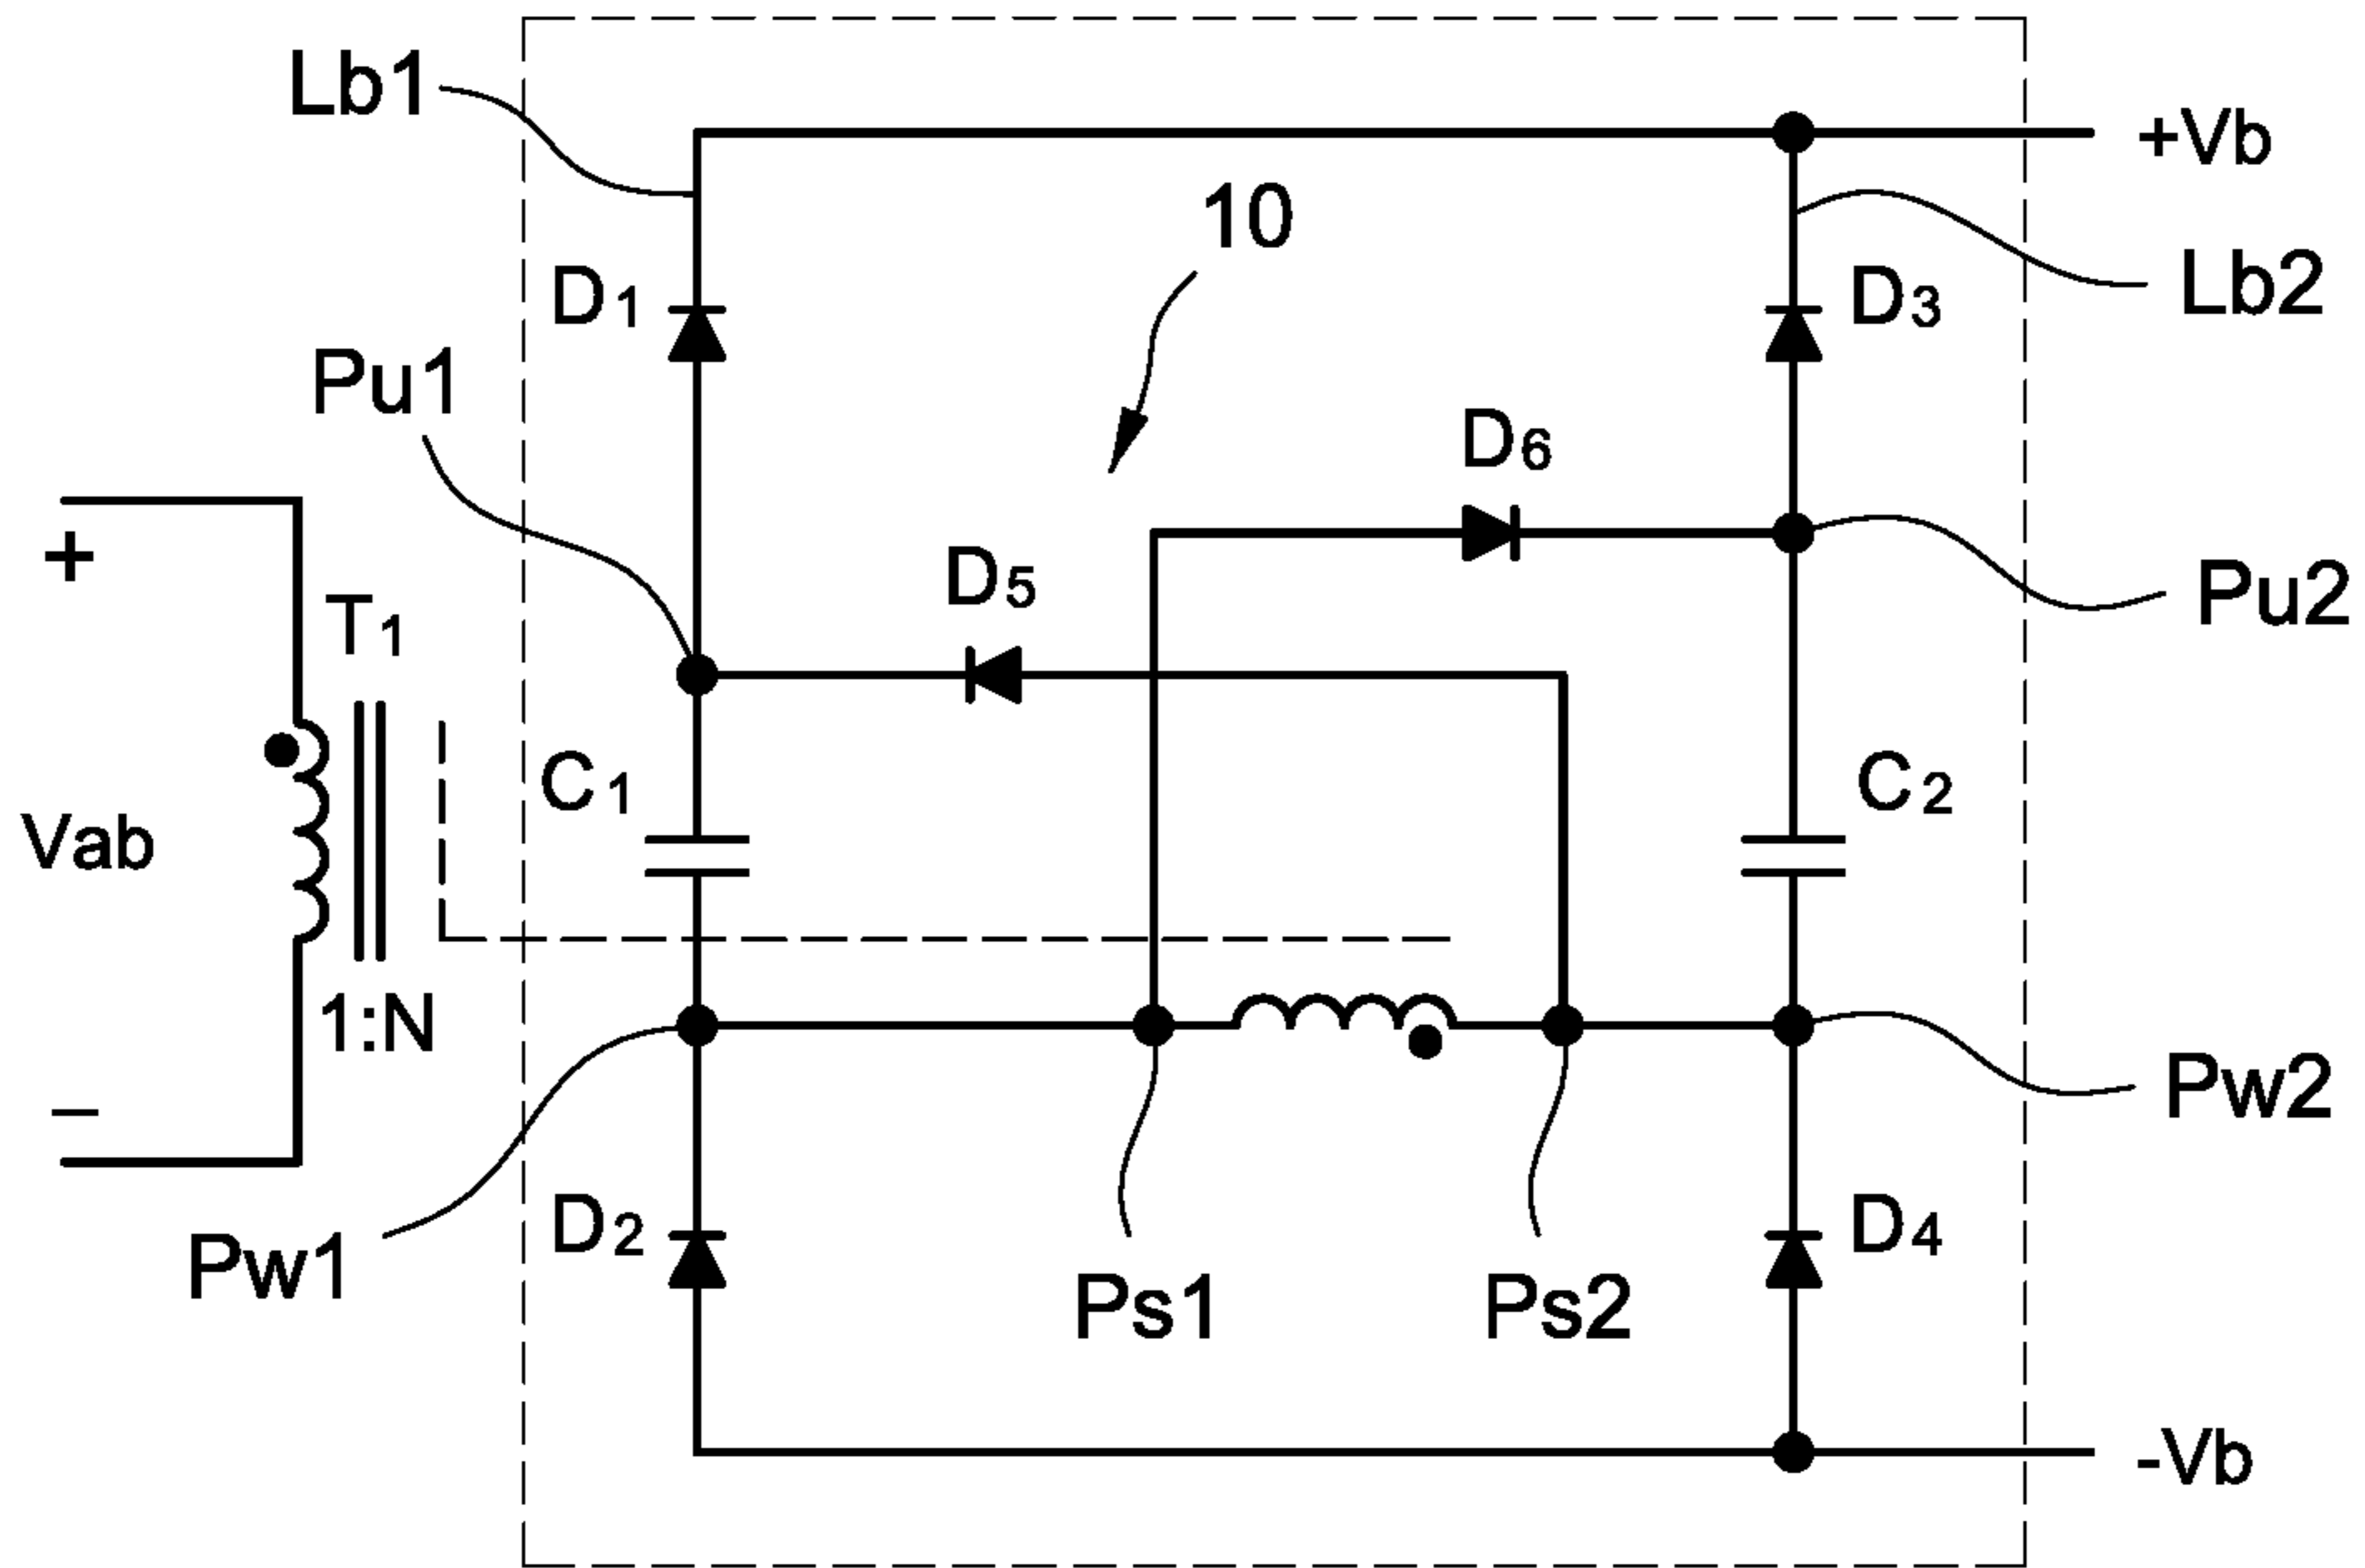 Lb1
+Vb
10
Lb2
D1
D3
Pu1
D6
D5
Pu2
+
T1
C1
C2
Vab
1:N
Pw2
–
D2
D4
Pw1
Ps1
Ps2
-Vb